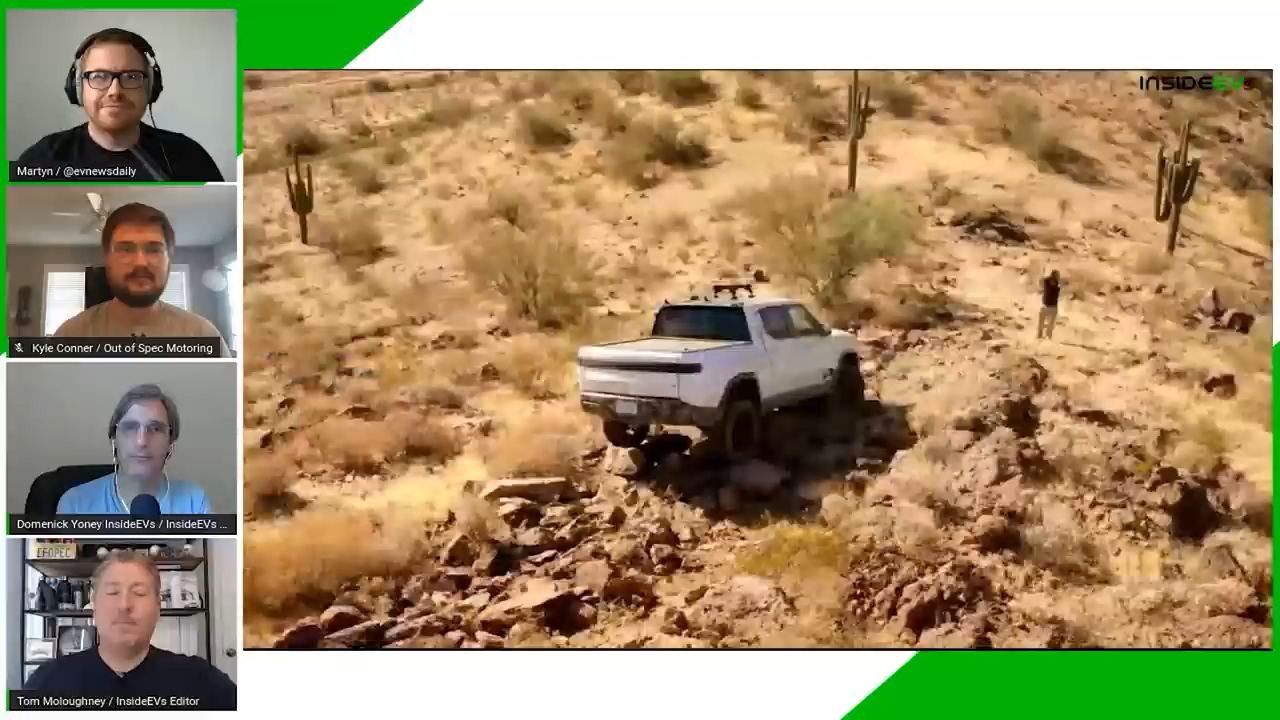 Martyn / @evnewsdaily
Kyle Conner / Out of Spec Motoring
Domenick Yoney InsideEVs / InsideEVs ...
Tom Moloughney / InsideEVs Editor
INSIDEEVs